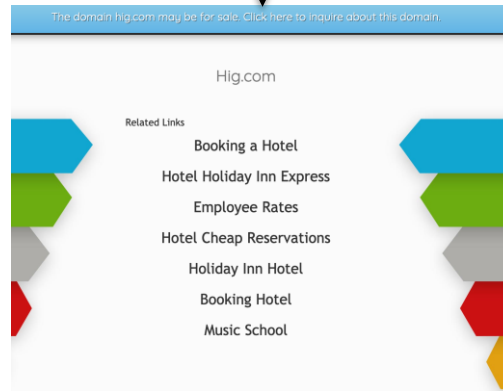 The domain hig.com may be for sale. Click here to inquire about this domain.
Hig.com
Related Links
Booking a Hotel
Hotel Holiday Inn Express
Employee Rates
Hotel Cheap Reservations
Holiday Inn Hotel
Booking Hotel
Music School